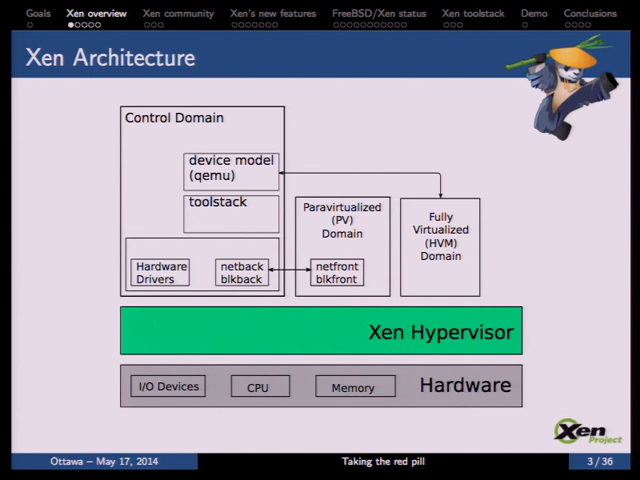 Goals Xen overview Xen community Xen's new features FreeBSD/Xen status Xen toolstack Demo Conclusions
Xen Architecture
Control Domain
device model
(qemu)
toolstack
Hardware
Drivers
netback
blkback
Paravirtualized
(PV)
Domain
netfront
blkfront
Fully
Virtualized
(HVM)
Domain
Xen Hypervisor
I/O Devices
CPU
Memory
Hardware
Xen
Project
Ottawa – May 17, 2014
Taking the red pill
3 / 36